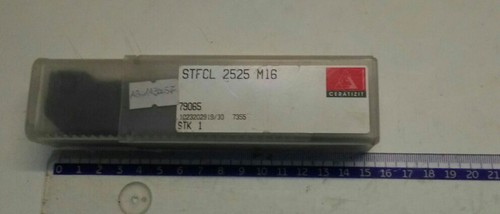 STFCL 2525 M16
CERATIZIT
79065
7355
STK 1
0 1 2 3 4 5 6 7 8 9 10 11 12 13 14 15 16 17 18 19 20 21